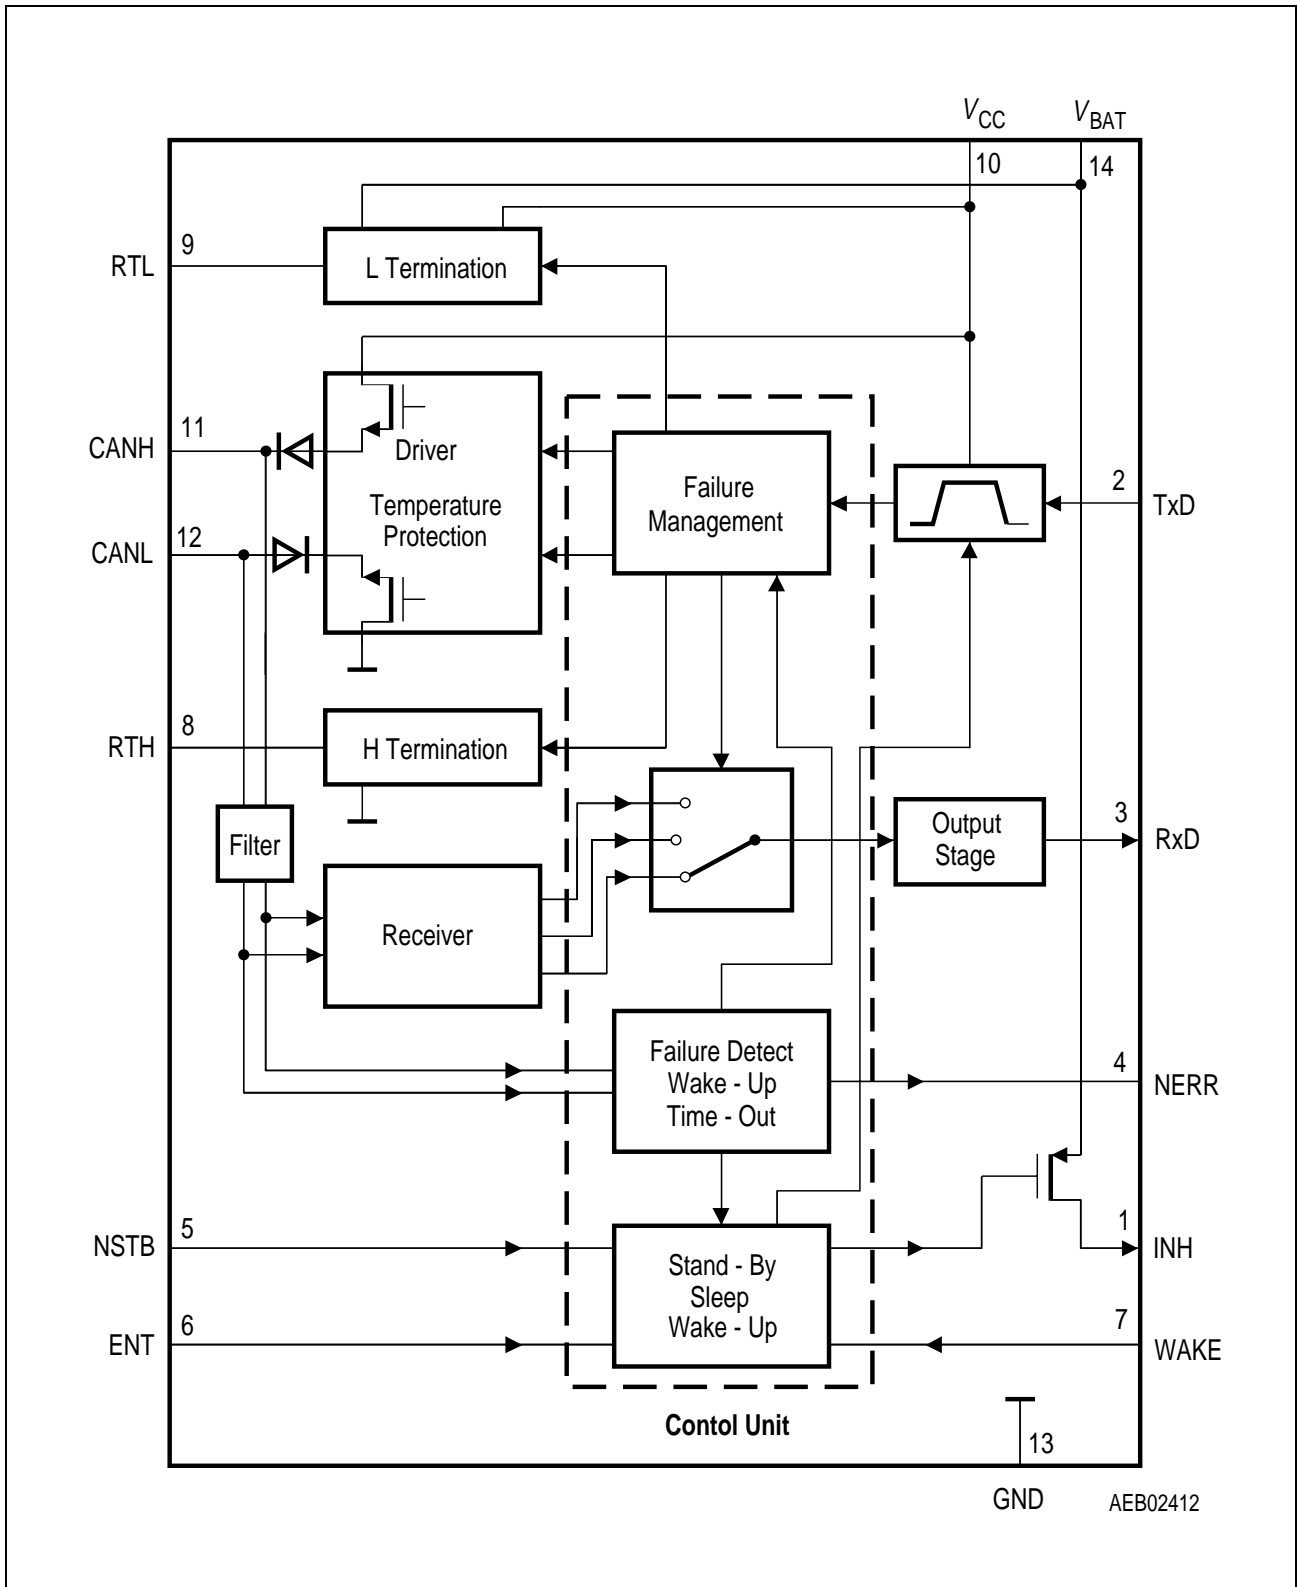 VCC
VBAT
10
14
9
RTL
L Termination
11
CANH
Driver
Temperature
Protection
Failure
Management
2
TxD
12
CANL
8
RTH
H Termination
Filter
Receiver
Output
Stage
3
RxD
Failure Detect
Wake - Up
Time - Out
4
NERR
5
NSTB
Stand - By
Sleep
Wake - Up
1
INH
6
ENT
7
WAKE
Contol Unit
13
GND
AEB02412